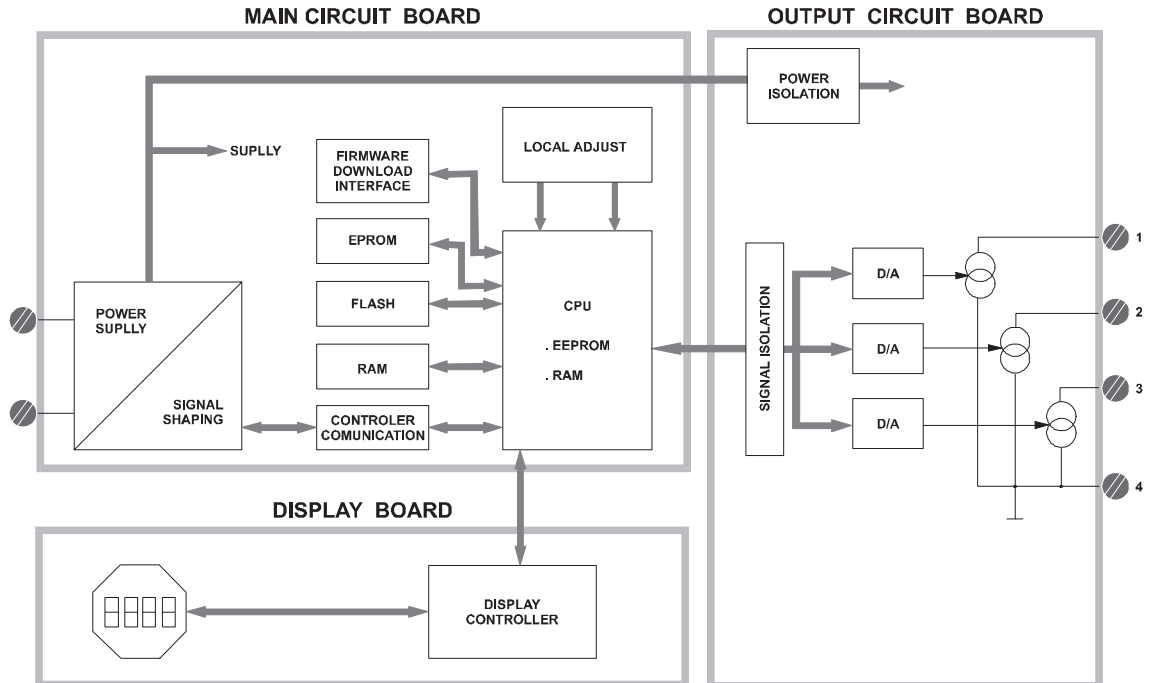 MAIN CIRCUIT BOARD
OUTPUT CIRCUIT BOARD
POWER
ISOLATION
SUPLLY
FIRMWARE
DOWNLOAD
INTERFACE
LOCAL ADJUST
EPROM
FLASH
RAM
CONTROLER
COMUNICATION
CPU
. EEPROM
. RAM
POWER
SUPLLY
SIGNAL
SHAPING
SIGNAL ISOLATION
D/A
D/A
D/A
1
2
3
4
DISPLAY BOARD
DISPLAY
CONTROLLER